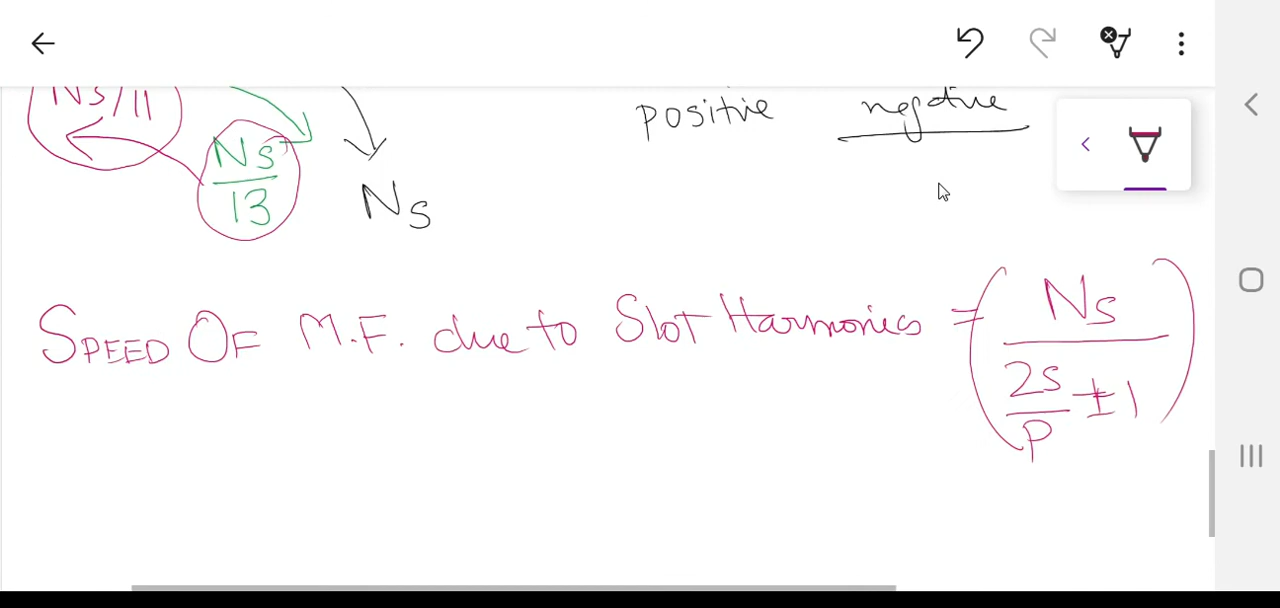 Ns/11
positive negative
Ns/13
Ns
SPEED OF M.F. due to Slot Harmonics = (Ns / (2s/p ± 1))